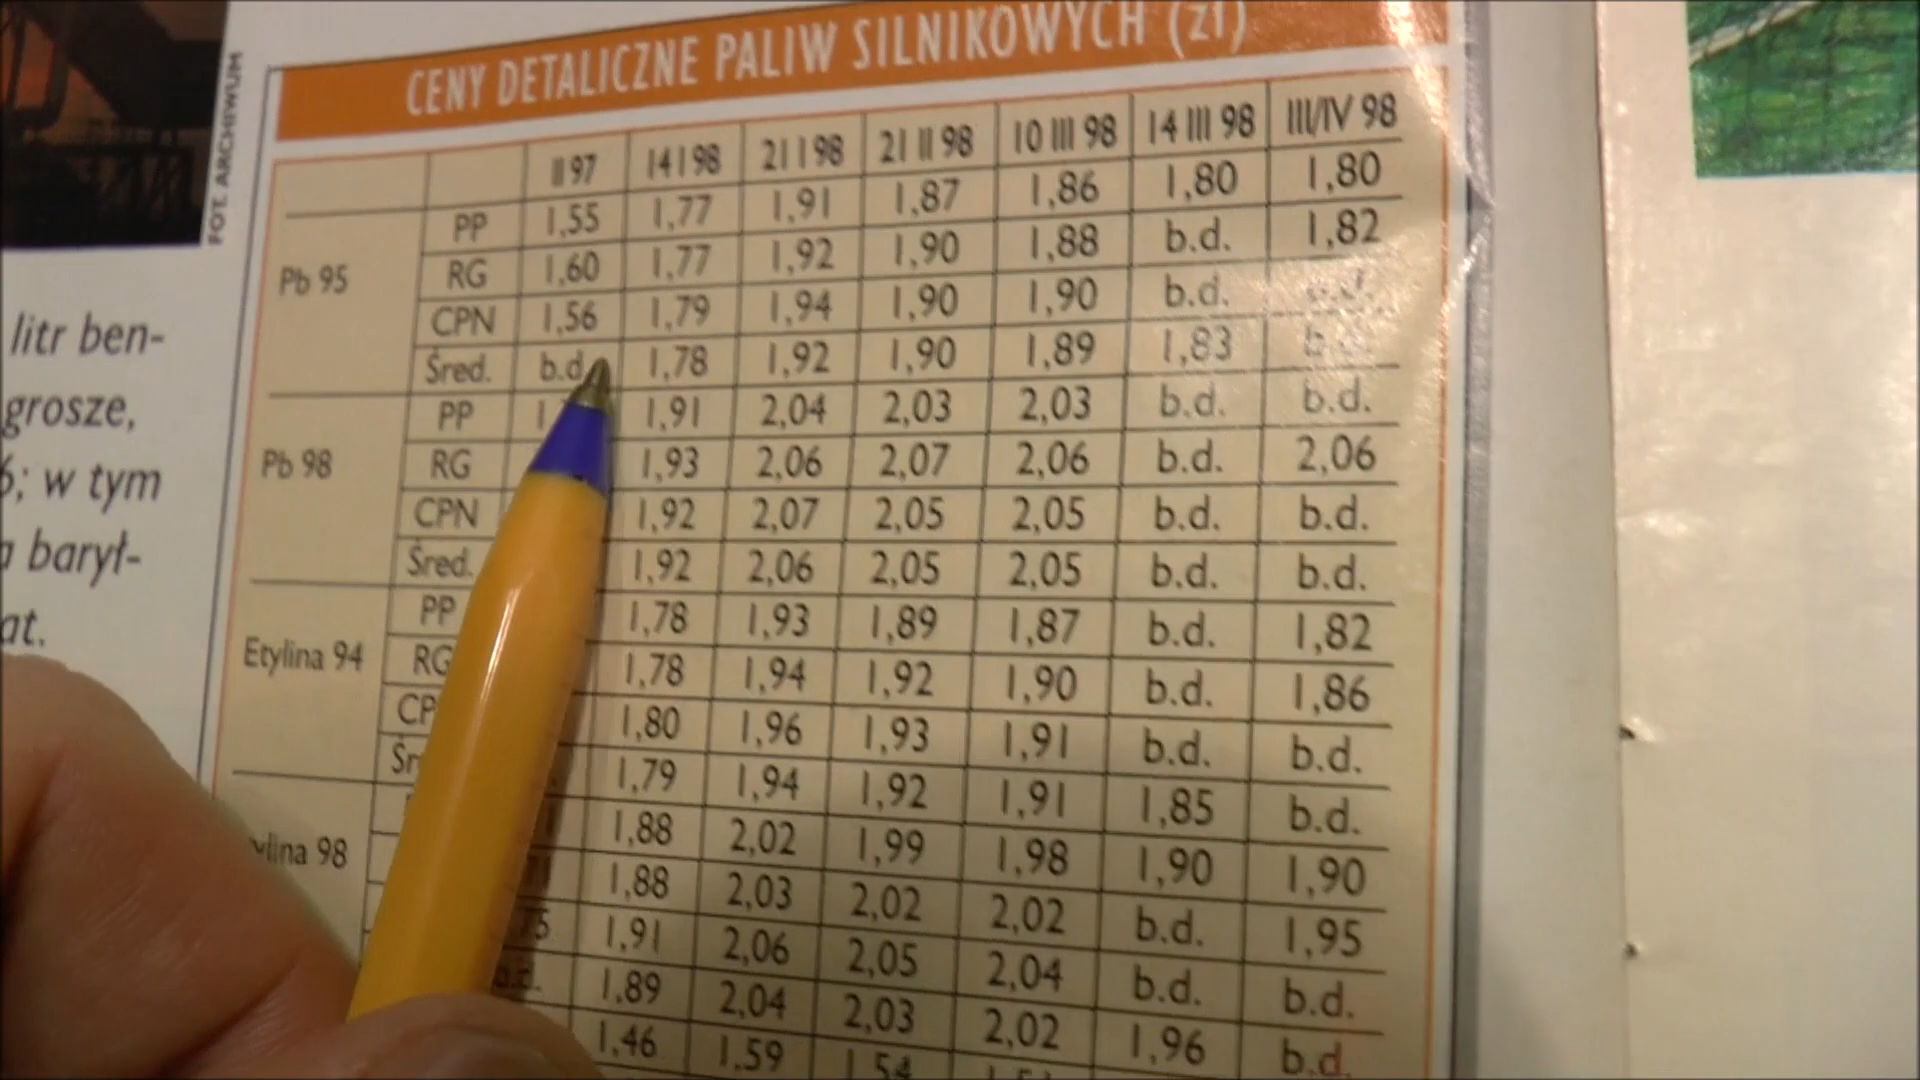 CENY DETALICZNE PALIW SILNIKOWYCH (zł)
II 97 14 I 98 21 I 98 21 II 98 10 III 98 14 III 98 III/IV 98
Pb 95
PP 1,55 1,77 1,91 1,87 1,86 1,80 1,80
RG 1,60 1,77 1,92 1,90 1,88 b.d. 1,82
CPN 1,56 1,79 1,94 1,90 1,90 b.d. b.d.
Śred. b.d. 1,78 1,92 1,90 1,89 1,83 b.d.
Pb 98
PP 1,91 2,04 2,03 2,03 b.d. b.d.
RG 1,93 2,06 2,07 2,06 b.d. 2,06
CPN 1,92 2,07 2,05 2,05 b.d. b.d.
Śred. 1,92 2,06 2,05 2,05 b.d. b.d.
Etylina 94
PP 1,78 1,93 1,89 1,87 b.d. 1,82
RG 1,78 1,94 1,92 1,90 b.d. 1,86
CP 1,80 1,96 1,93 1,91 b.d. b.d.
Śr 1,79 1,94 1,92 1,91 1,85 b.d.
ylina 98
1,88 2,02 1,99 1,98 1,90 1,90
1,88 2,03 2,02 2,02 b.d. 1,95
1,91 2,06 2,05 2,04 b.d. b.d.
b.d. 1,89 2,04 2,03 2,02 1,96 b.d.
1,46 1,59 1,54
FOT. ARCHIWUM
litr ben-
grosze,
6; w tym
a barył-
at.